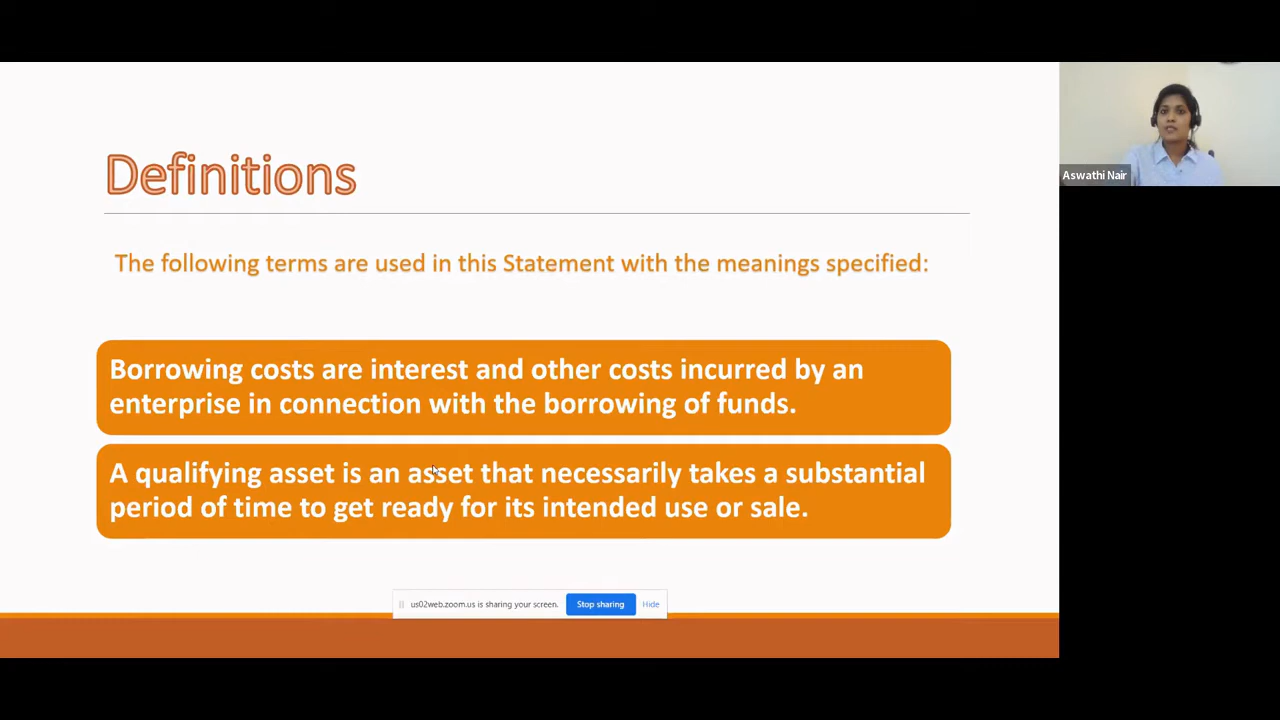 Definitions
The following terms are used in this Statement with the meanings specified:
Borrowing costs are interest and other costs incurred by an
enterprise in connection with the borrowing of funds.
A qualifying asset is an asset that necessarily takes a substantial
period of time to get ready for its intended use or sale.
us02web.zoom.us is sharing your screen. Stop sharing Hide
Aswathi Nair